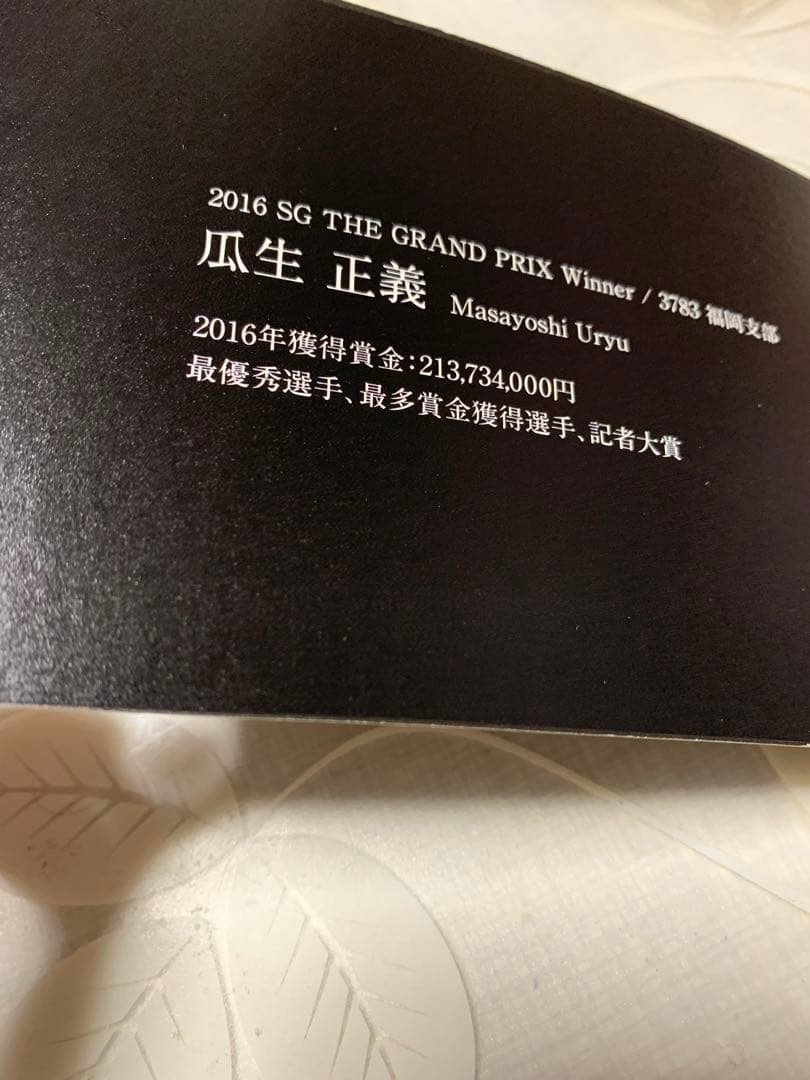 2016 SG THE GRAND PRIX Winner / 3783 福岡支部
瓜生 正義 Masayoshi Uryu
2016年獲得賞金:213,734,000円
最優秀選手、最多賞金獲得選手、記者大賞